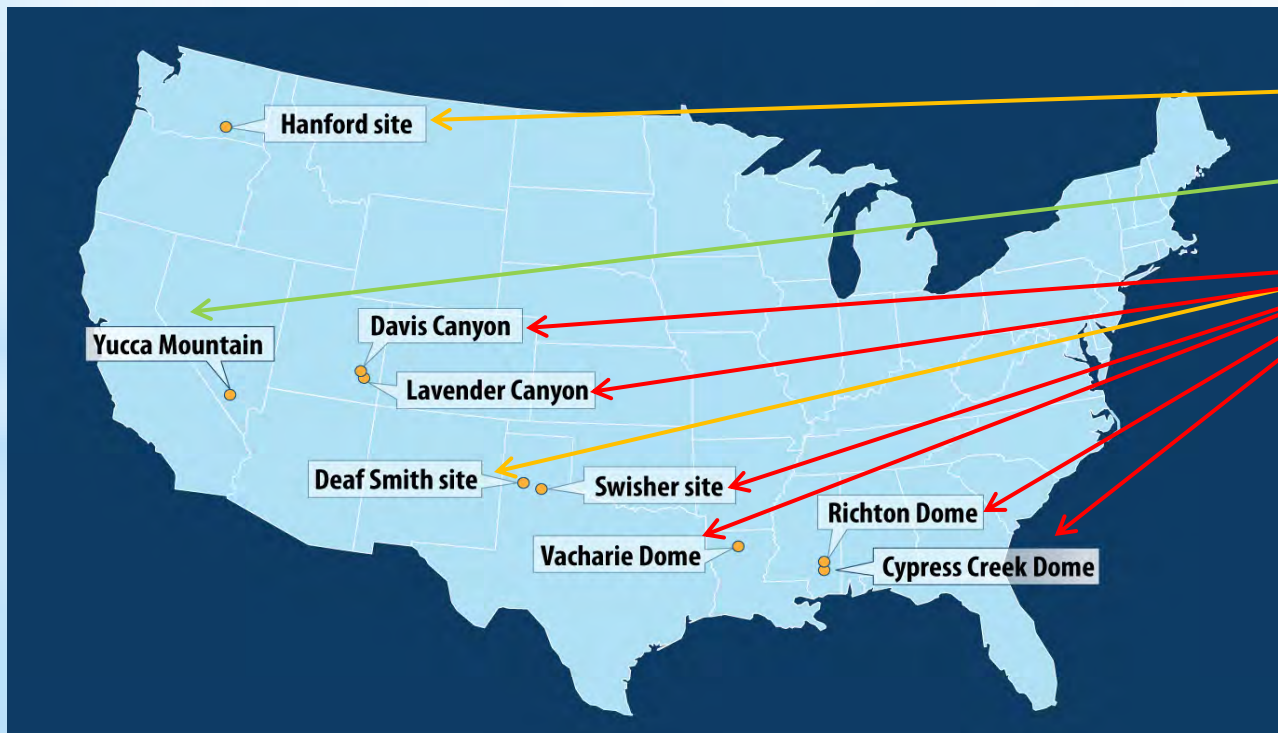 Hanford site
Davis Canyon
Yucca Mountain
Lavender Canyon
Deaf Smith site
Swisher site
Richton Dome
Vacharie Dome
Cypress Creek Dome